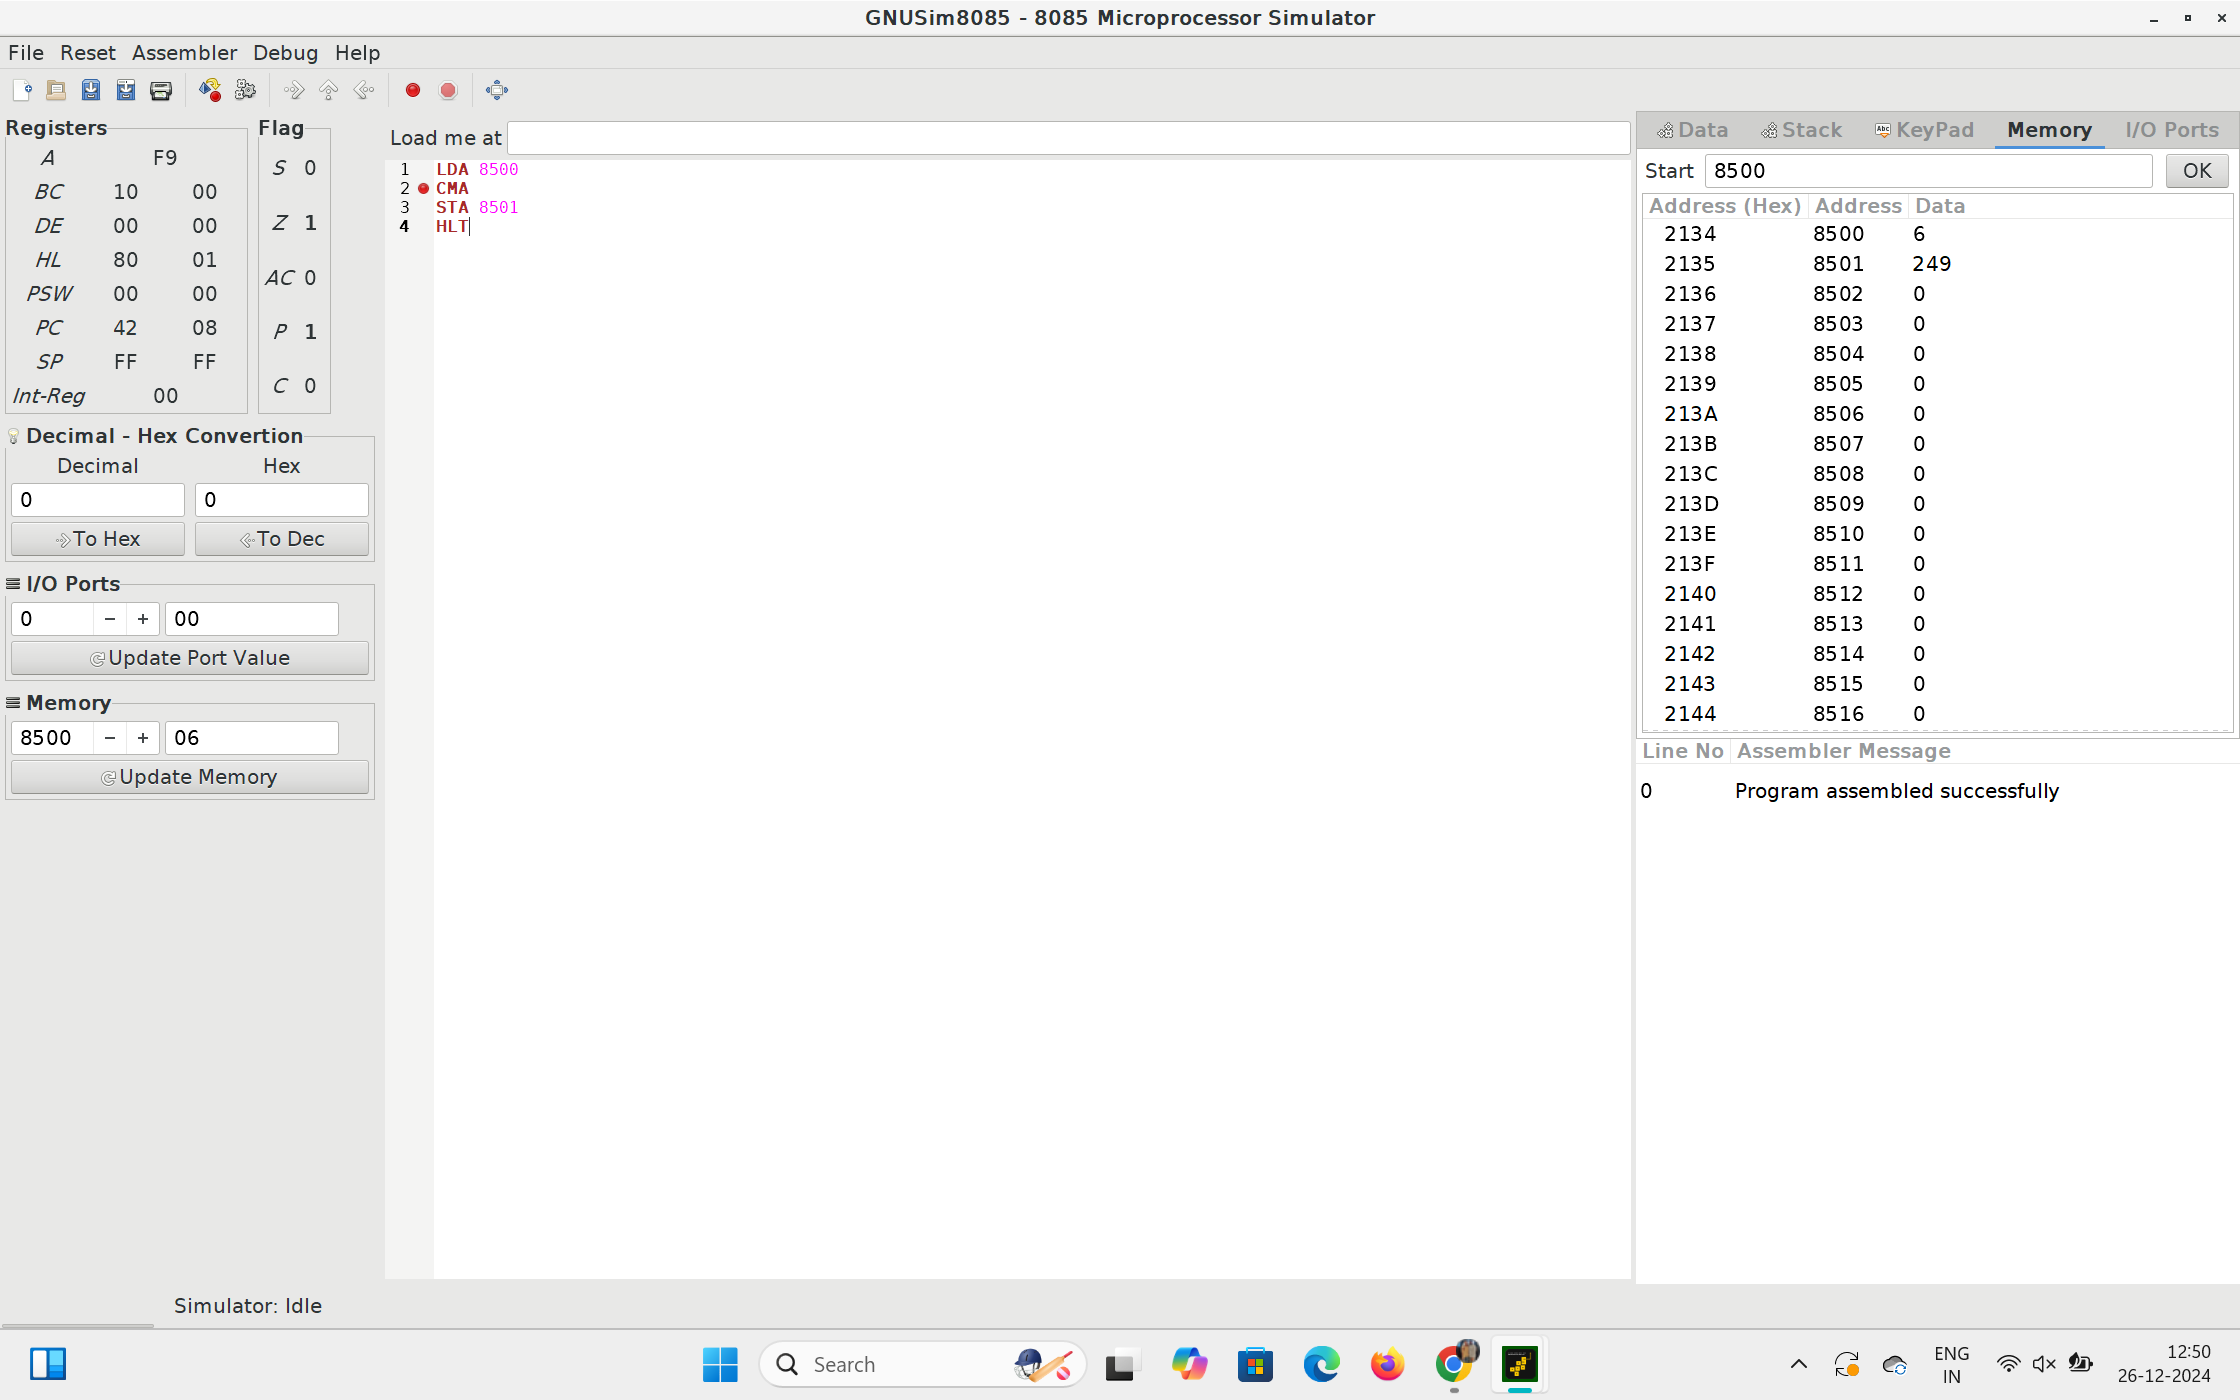 GNUSim8085 - 8085 Microprocessor Simulator
File Reset Assembler Debug Help
Registers
A F9
BC 10 00
DE 00 00
HL 80 01
PSW 00 00
PC 42 08
SP FF FF
Int-Reg 00
Flag
S 0
Z 1
AC 0
P 1
C 0
Decimal - Hex Convertion
Decimal Hex
0 0
To Hex To Dec
I/O Ports
0 − + 00
Update Port Value
Memory
8500 − + 06
Update Memory
Load me at
1 LDA 8500
2 CMA
3 STA 8501
4 HLT
Data Stack Abc KeyPad Memory I/O Ports
Start 8500 OK
Address (Hex) Address Data
2134 8500 6
2135 8501 249
2136 8502 0
2137 8503 0
2138 8504 0
2139 8505 0
213A 8506 0
213B 8507 0
213C 8508 0
213D 8509 0
213E 8510 0
213F 8511 0
2140 8512 0
2141 8513 0
2142 8514 0
2143 8515 0
2144 8516 0
Line No Assembler Message
0 Program assembled successfully
Simulator: Idle
Search
ENG
IN
12:50
26-12-2024